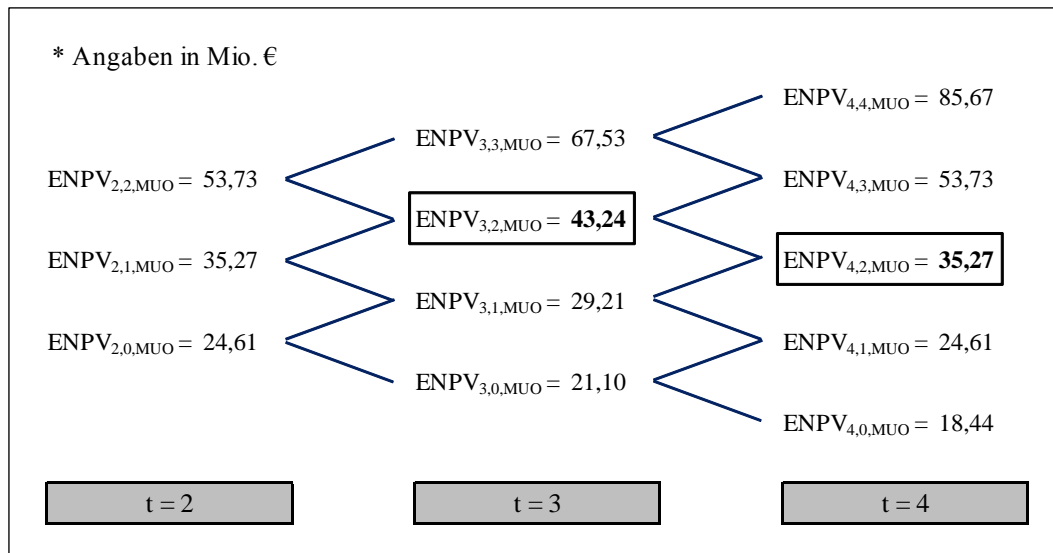 * Angaben in Mio. €
ENPV4,4,MUO = 85,67
ENPV3,3,MUO = 67,53
ENPV2,2,MUO = 53,73
ENPV4,3,MUO = 53,73
ENPV3,2,MUO = 43,24
ENPV2,1,MUO = 35,27
ENPV4,2,MUO = 35,27
ENPV3,1,MUO = 29,21
ENPV2,0,MUO = 24,61
ENPV4,1,MUO = 24,61
ENPV3,0,MUO = 21,10
ENPV4,0,MUO = 18,44
t = 2
t = 3
t = 4